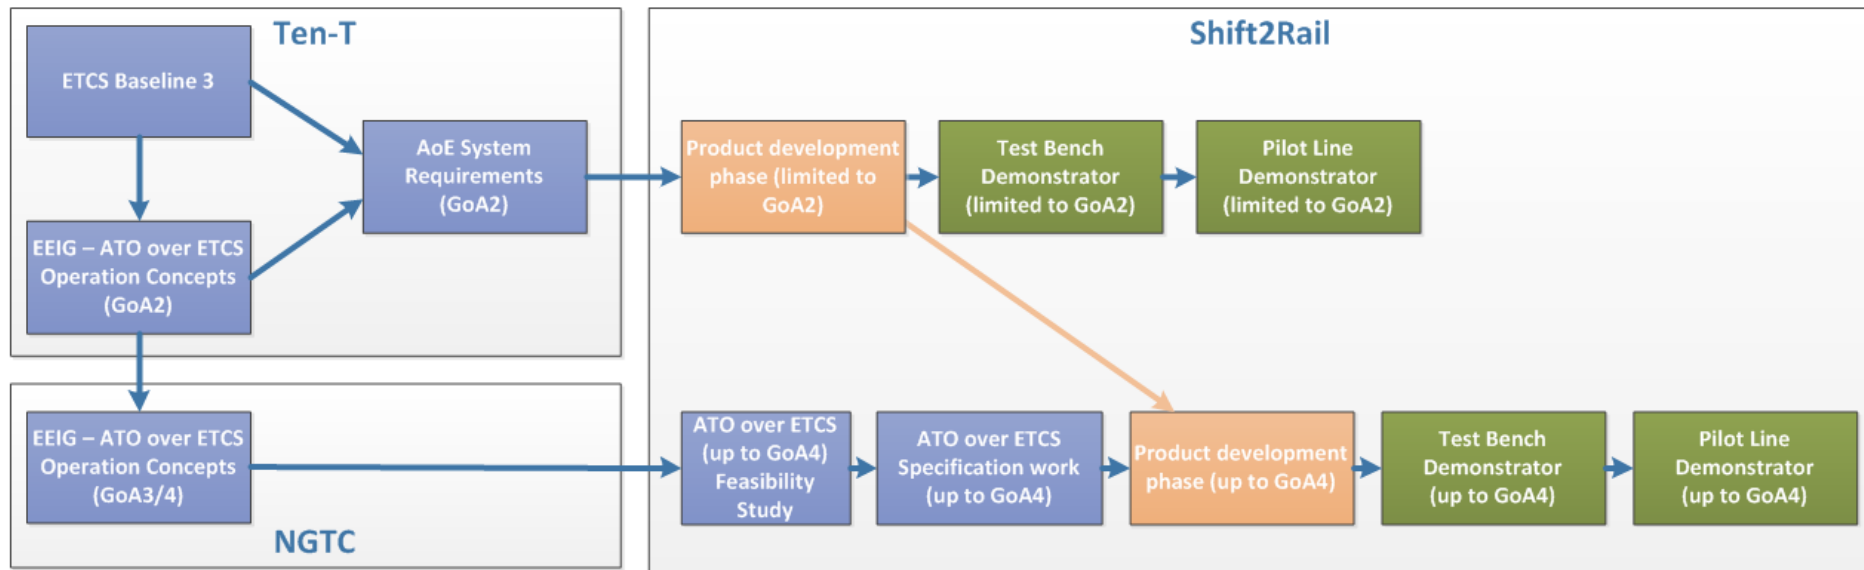 Ten-T
ETCS Baseline 3
AoE System
Requirements
(GoA2)
EEIG – ATO over ETCS
Operation Concepts
(GoA2)
EEIG – ATO over ETCS
Operation Concepts
(GoA3/4)
NGTC
Shift2Rail
Product development
phase (limited to
GoA2)
Test Bench
Demonstrator
(limited to GoA2)
Pilot Line
Demonstrator
(limited to GoA2)
ATO over ETCS
(up to GoA4)
Feasibility
Study
ATO over ETCS
Specification work
(up to GoA4)
Product development
phase (up to GoA4)
Test Bench
Demonstrator
(up to GoA4)
Pilot Line
Demonstrator
(up to GoA4)